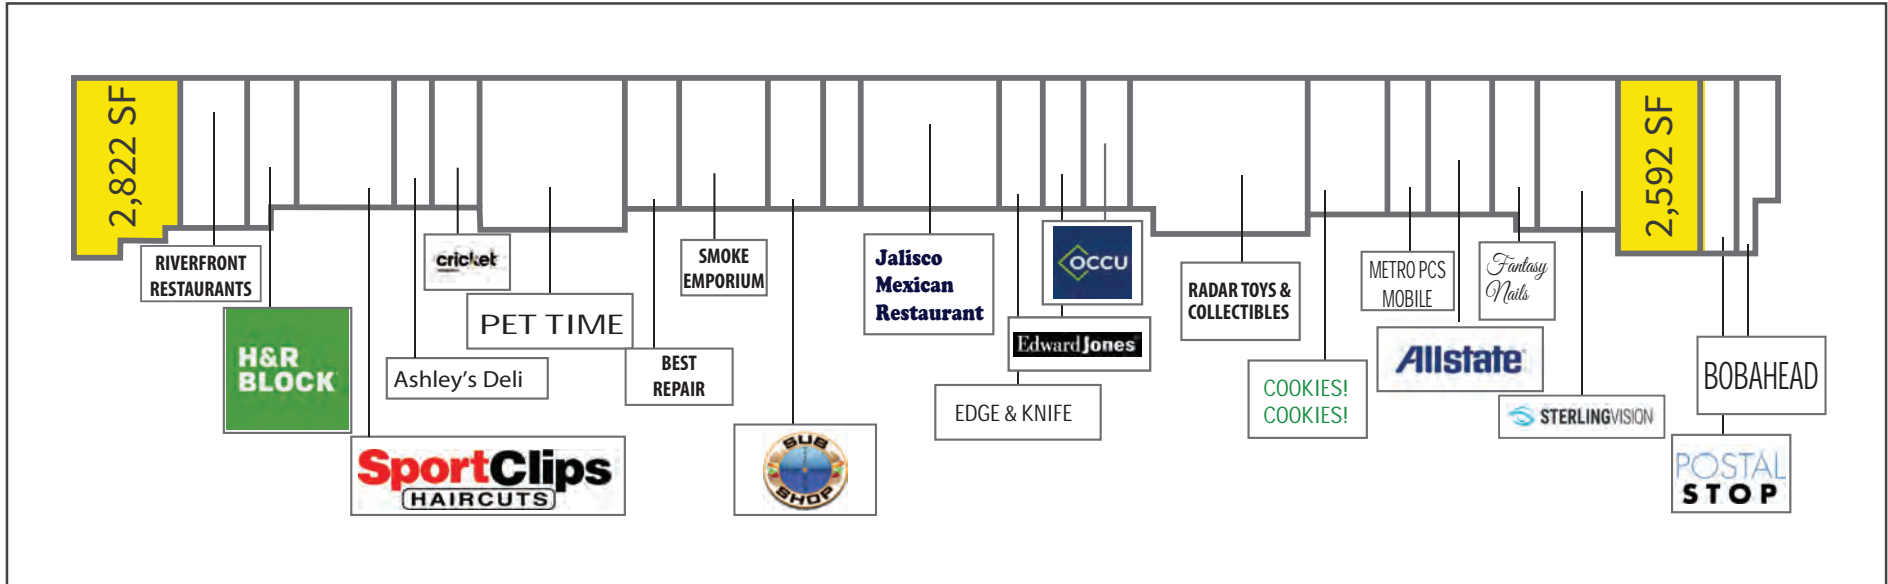 2,822 SF
RIVERFRONT
RESTAURANTS
H&R
BLOCK
SportClips
HAIRCUTS
Ashley's Deli
cricket
PET TIME
BEST
REPAIR
SMOKE
EMPORIUM
SUB
SHOP
Jalisco
Mexican
Restaurant
EDGE & KNIFE
Edward Jones
OCCU
RADAR TOYS &
COLLECTIBLES
COOKIES!
COOKIES!
METRO PCS
MOBILE
Allstate
Fantasy
Nails
STERLINGVISION
2,592 SF
POSTAL
STOP
BOBAHEAD